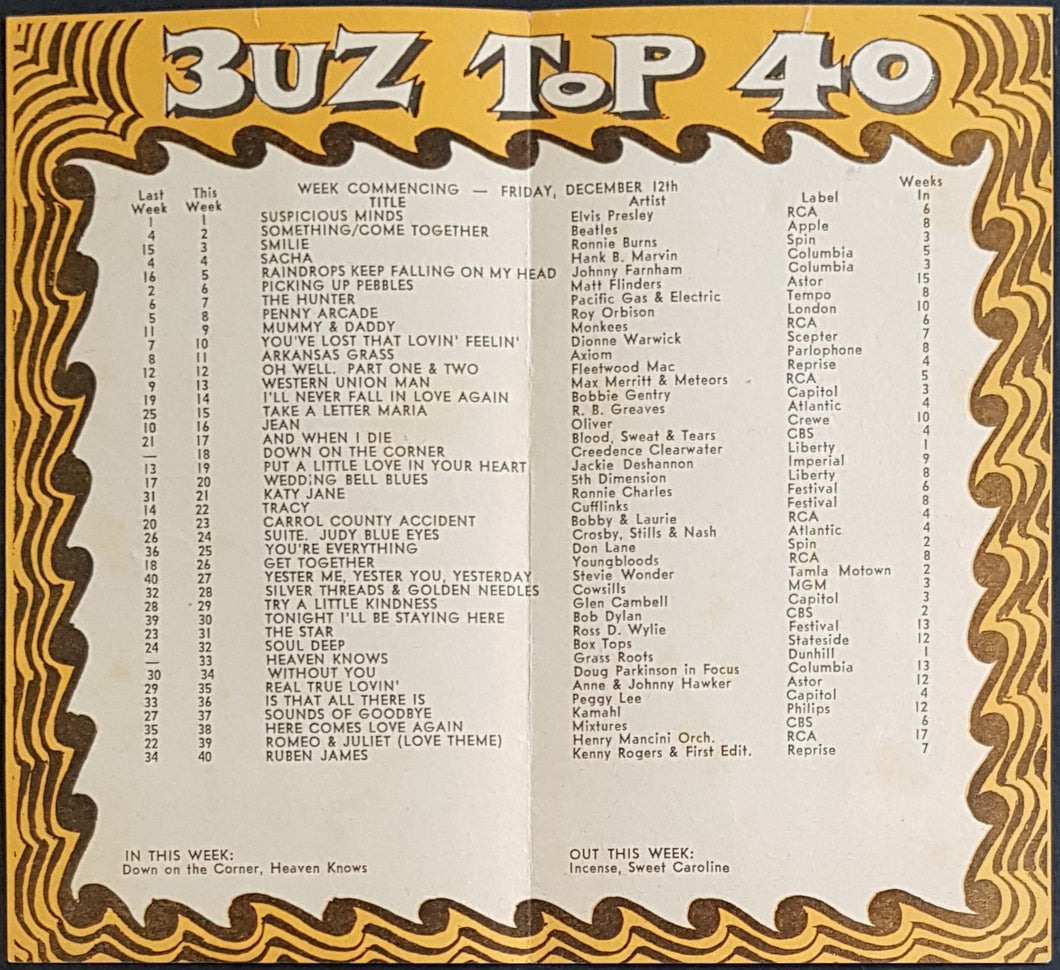 3UZ ToP 40
WEEK COMMENCING — FRIDAY, DECEMBER 12th
Last Week This Week TITLE Artist Label Weeks In
1 1 SUSPICIOUS MINDS Elvis Presley RCA 6
4 2 SOMETHING/COME TOGETHER Beatles Apple 8
15 3 SMILIE Ronnie Burns Spin 3
4 4 SACHA Hank B. Marvin Columbia 5
16 5 RAINDROPS KEEP FALLING ON MY HEAD Johnny Farnham Columbia 3
2 6 PICKING UP PEBBLES Matt Flinders Astor 15
6 7 THE HUNTER Pacific Gas & Electric Tempo 8
5 8 PENNY ARCADE Roy Orbison London 10
11 9 MUMMY & DADDY Monkees RCA 6
7 10 YOU'VE LOST THAT LOVIN' FEELIN' Dionne Warwick Scepter 7
8 11 ARKANSAS GRASS Axiom Parlophone 8
12 12 OH WELL. PART ONE & TWO Fleetwood Mac Reprise 4
9 13 WESTERN UNION MAN Max Merritt & Meteors RCA 5
19 14 I'LL NEVER FALL IN LOVE AGAIN Bobbie Gentry Capitol 3
25 15 TAKE A LETTER MARIA R. B. Greaves Atlantic 4
10 16 JEAN Oliver Crewe 10
21 17 AND WHEN I DIE Blood, Sweat & Tears CBS 4
— 18 DOWN ON THE CORNER Creedence Clearwater Liberty 1
13 19 PUT A LITTLE LOVE IN YOUR HEART Jackie Deshannon Imperial 9
17 20 WEDDING BELL BLUES 5th Dimension Liberty 8
31 21 KATY JANE Ronnie Charles Festival 6
14 22 TRACY Cufflinks Festival 8
20 23 CARROL COUNTY ACCIDENT Bobby & Laurie RCA 4
26 24 SUITE. JUDY BLUE EYES Crosby, Stills & Nash Atlantic 4
36 25 YOU'RE EVERYTHING Don Lane Spin 2
18 26 GET TOGETHER Youngbloods RCA 8
40 27 YESTER ME, YESTER YOU, YESTERDAY Stevie Wonder Tamla Motown 2
32 28 SILVER THREADS & GOLDEN NEEDLES Cowsills MGM 3
28 29 TRY A LITTLE KINDNESS Glen Cambell Capitol 3
39 30 TONIGHT I'LL BE STAYING HERE Bob Dylan CBS 2
23 31 THE STAR Ross D. Wylie Festival 13
24 32 SOUL DEEP Box Tops Stateside 12
— 33 HEAVEN KNOWS Grass Roots Dunhill 1
30 34 WITHOUT YOU Doug Parkinson in Focus Columbia 13
29 35 REAL TRUE LOVIN' Anne & Johnny Hawker Astor 12
33 36 IS THAT ALL THERE IS Peggy Lee Capitol 4
27 37 SOUNDS OF GOODBYE Kamahl Philips 12
35 38 HERE COMES LOVE AGAIN Mixtures CBS 6
22 39 ROMEO & JULIET (LOVE THEME) Henry Mancini Orch. RCA 17
34 40 RUBEN JAMES Kenny Rogers & First Edit. Reprise 7
IN THIS WEEK:
Down on the Corner, Heaven Knows
OUT THIS WEEK:
Incense, Sweet Caroline